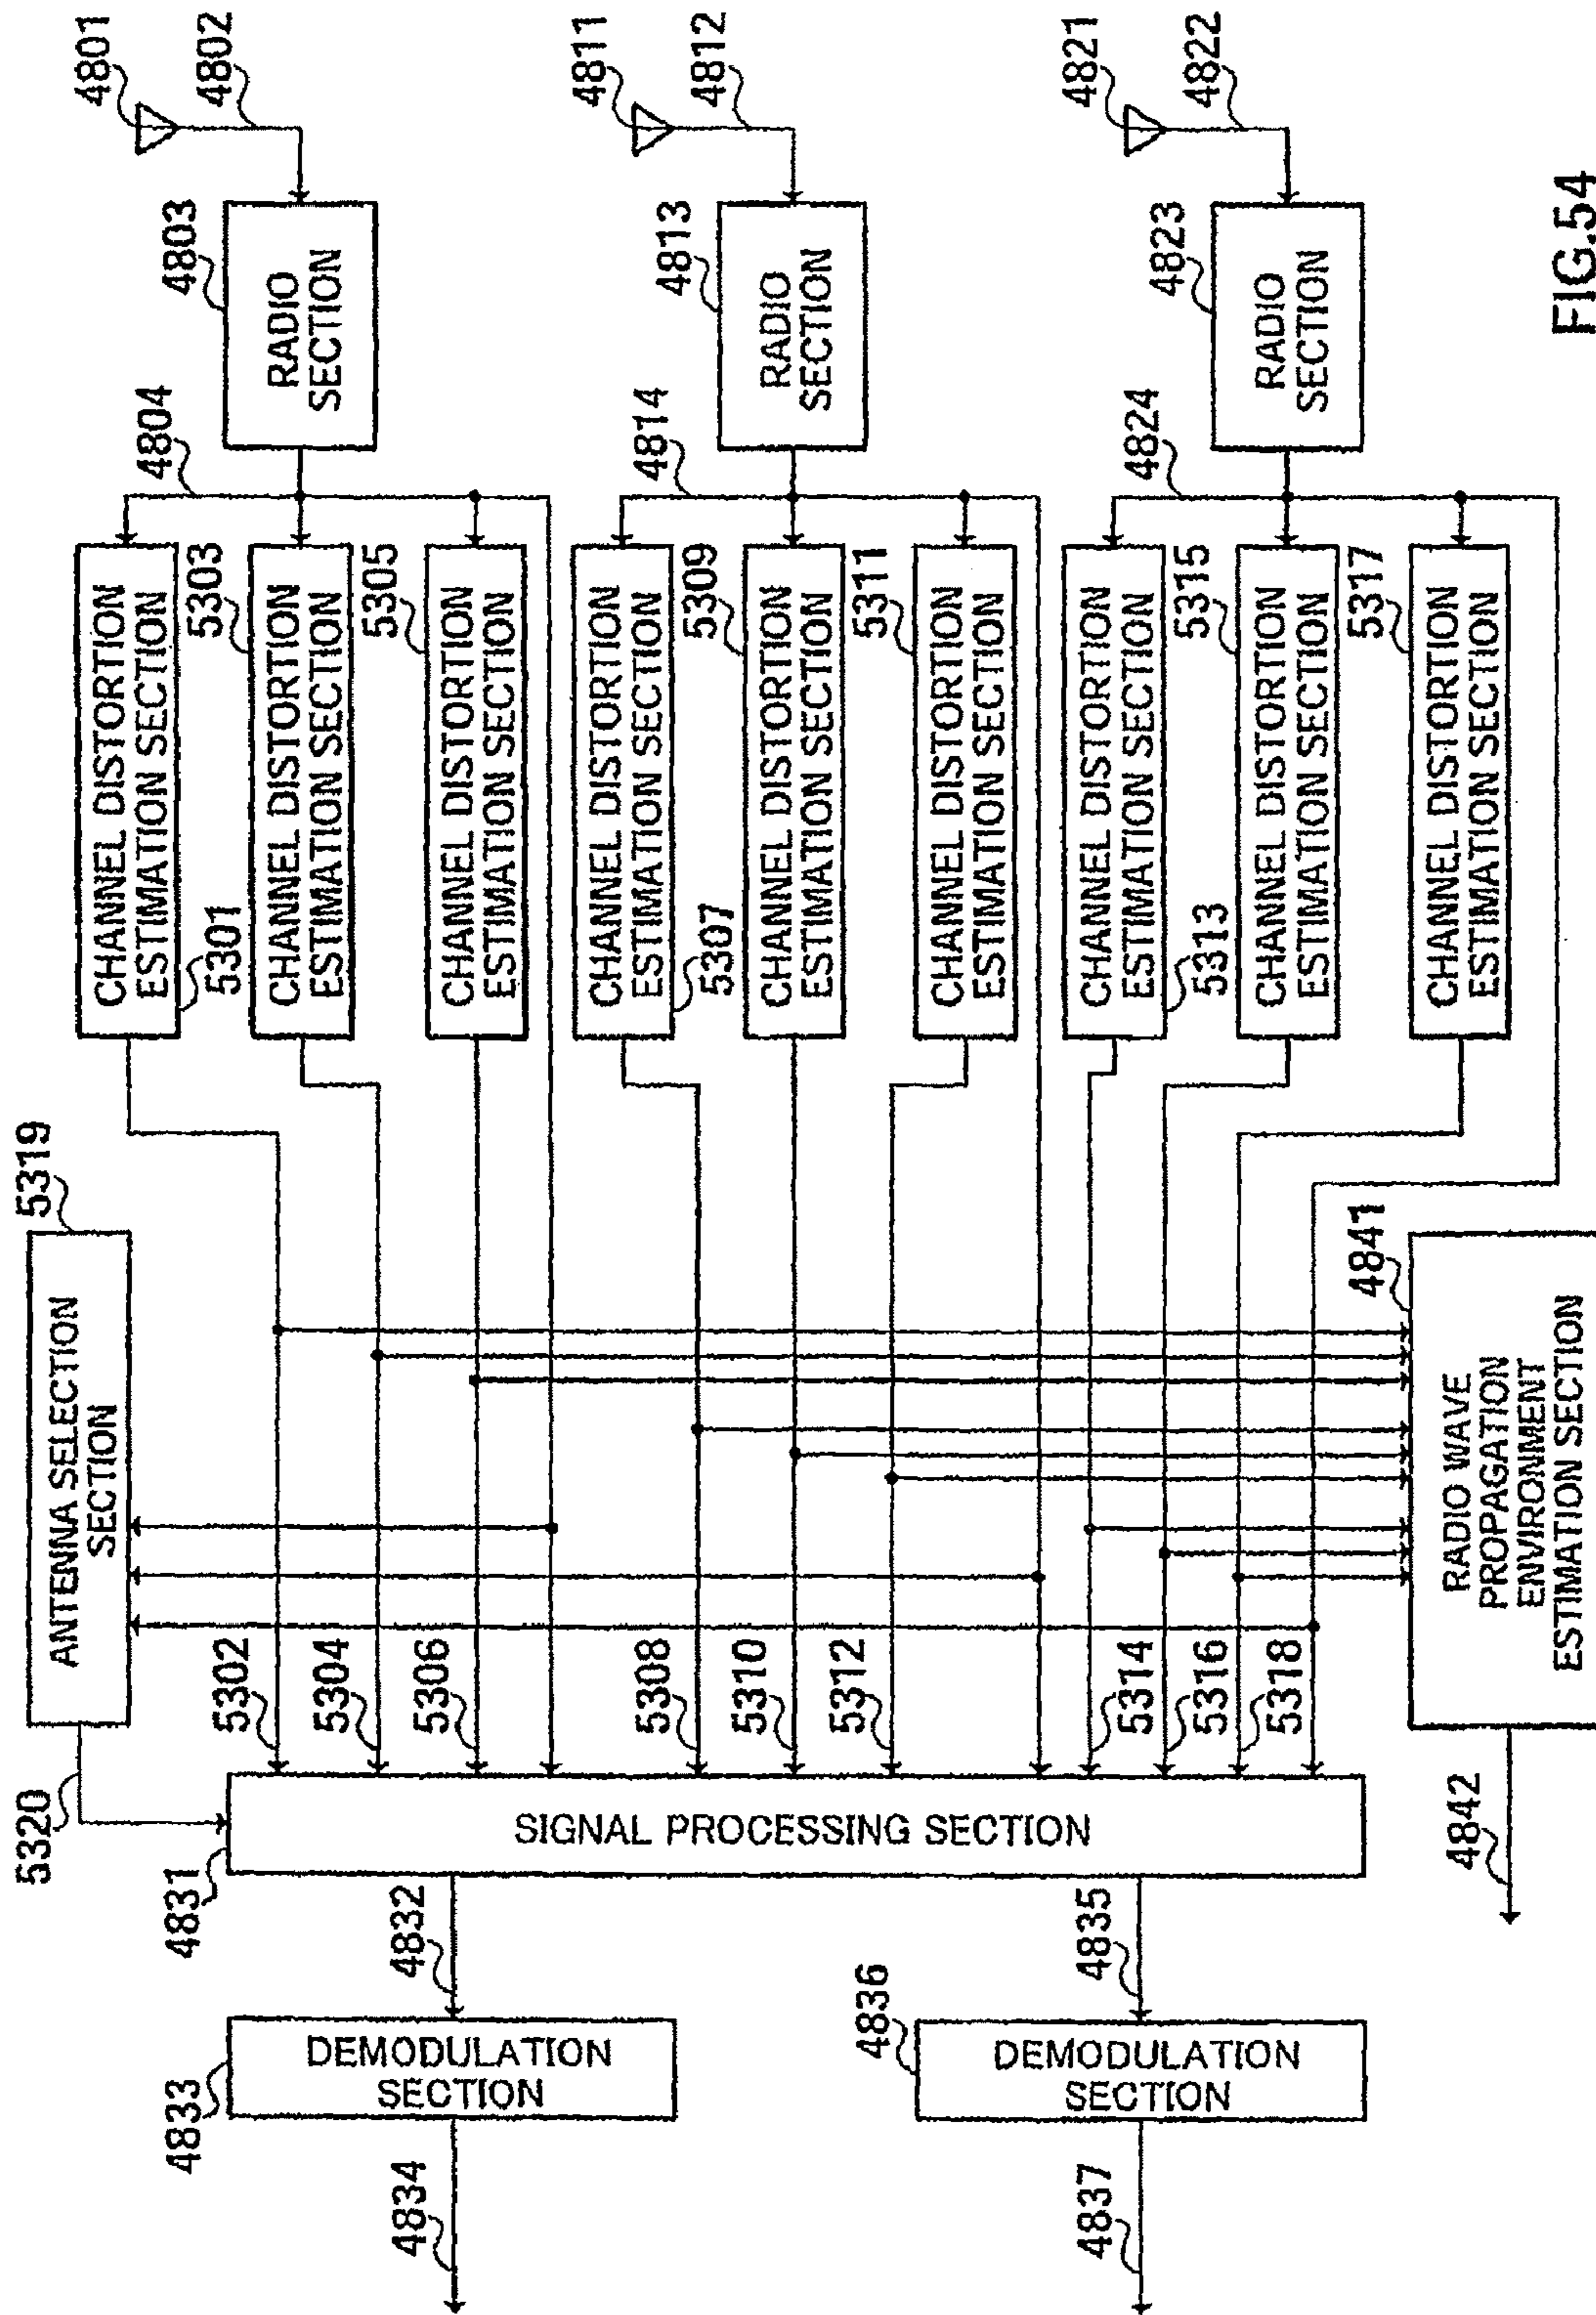 4801
4802
4811
4812
4821
4822
4803
RADIO
SECTION
4813
RADIO
SECTION
4823
RADIO
SECTION
4804
4814
4824
CHANNEL DISTORTION
ESTIMATION SECTION
5301
5303
CHANNEL DISTORTION
ESTIMATION SECTION
5305
CHANNEL DISTORTION
ESTIMATION SECTION
CHANNEL DISTORTION
ESTIMATION SECTION
5307
5309
CHANNEL DISTORTION
ESTIMATION SECTION
5311
CHANNEL DISTORTION
ESTIMATION SECTION
CHANNEL DISTORTION
ESTIMATION SECTION
5313
5315
CHANNEL DISTORTION
ESTIMATION SECTION
5317
CHANNEL DISTORTION
ESTIMATION SECTION
5319
ANTENNA SELECTION
SECTION
4841
RADIO WAVE
PROPAGATION
ENVIRONMENT
ESTIMATION SECTION
5302
5304
5306
5308
5310
5312
5314
5316
5318
5320
4831
SIGNAL PROCESSING SECTION
4842
4832
4835
4833
DEMODULATION
SECTION
4836
DEMODULATION
SECTION
4834
4837
FIG.54